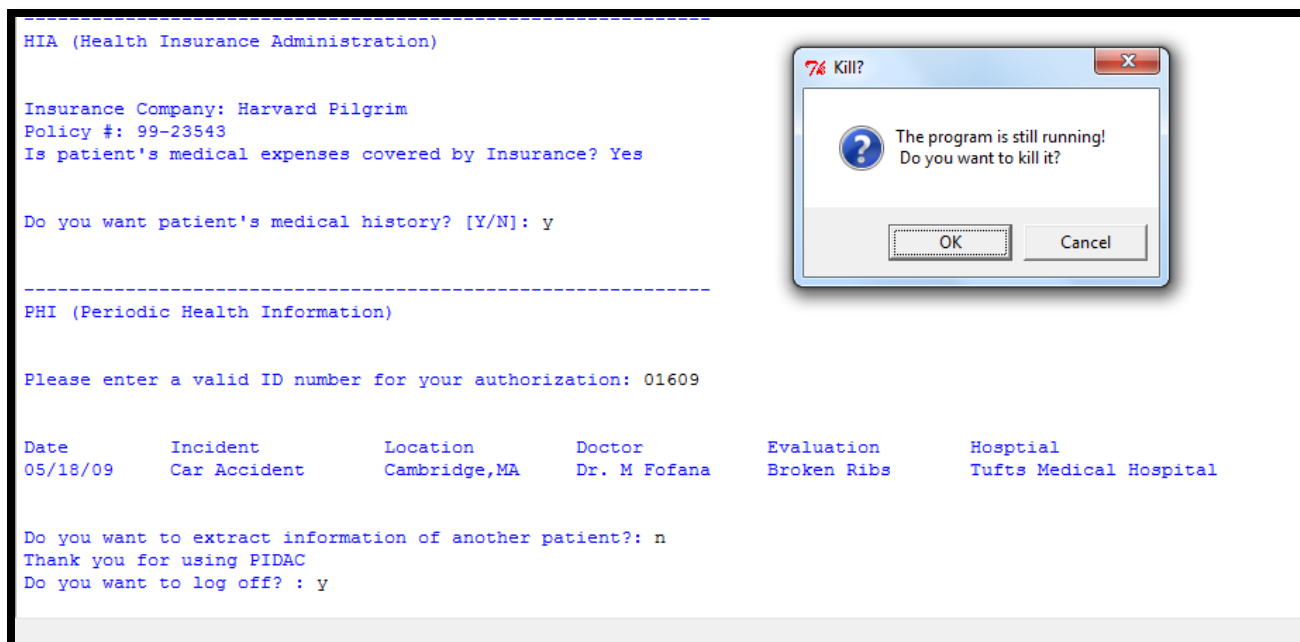 ------------------------------------------------------------
HIA (Health Insurance Administration)
Insurance Company: Harvard Pilgrim
Policy #: 99-23543
Is patient's medical expenses covered by Insurance? Yes
Do you want patient's medical history? [Y/N]: y
------------------------------------------------------------
PHI (Periodic Health Information)
Please enter a valid ID number for your authorization: 01609
Date Incident Location Doctor Evaluation Hosptial
05/18/09 Car Accident Cambridge,MA Dr. M Fofana Broken Ribs Tufts Medical Hospital
Do you want to extract information of another patient?: n
Thank you for using PIDAC
Do you want to log off? : y
Kill?
The program is still running!
Do you want to kill it?
OK Cancel